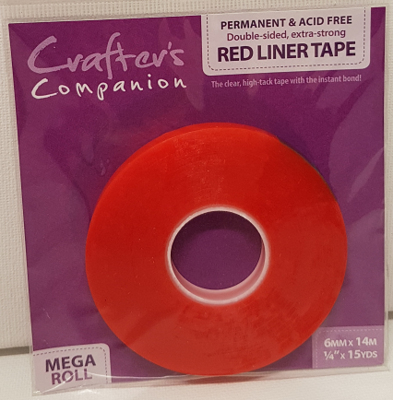 Crafter's
Companion
PERMANENT & ACID FREE
Double-sided, extra-strong
RED LINER TAPE
The clear, high-tack tape with the instant bond!
MEGA
ROLL
6MM x 14M
¼" x 15YDS